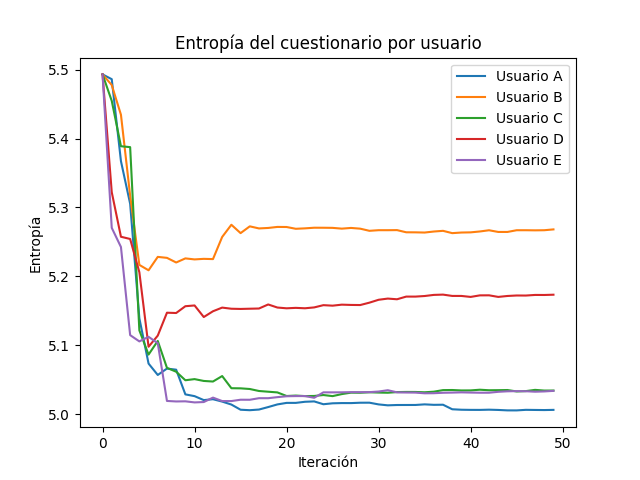 Entropía del cuestionario por usuario
Entropía
5.5
5.4
5.3
5.2
5.1
5.0
Usuario A
Usuario B
Usuario C
Usuario D
Usuario E
0 10 20 30 40 50
Iteración